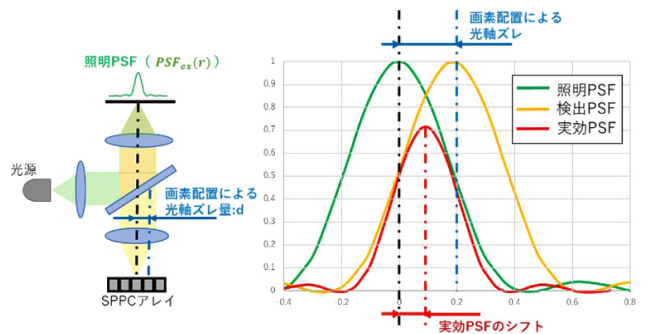 照明PSF（ PSF_ex(r) ）
光源
画素配置による
光軸ズレ量:d
SPPCアレイ
画素配置による
光軸ズレ
1
0.9
0.8
0.7
0.6
0.5
0.4
0.3
0.2
0.1
0
-0.4
-0.2
0
0.2
0.4
0.6
0.8
照明PSF
検出PSF
実効PSF
実効PSFのシフト